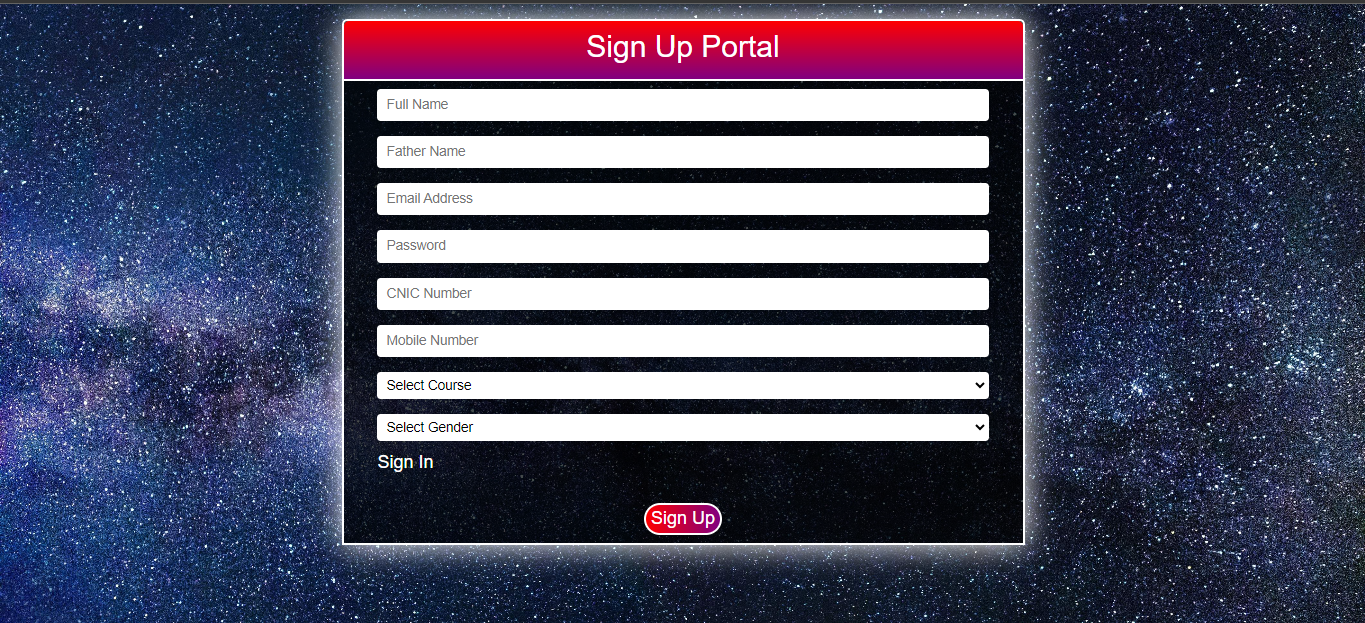 Sign Up Portal
Full Name
Father Name
Email Address
Password
CNIC Number
Mobile Number
Select Course
Select Gender
Sign In
Sign Up